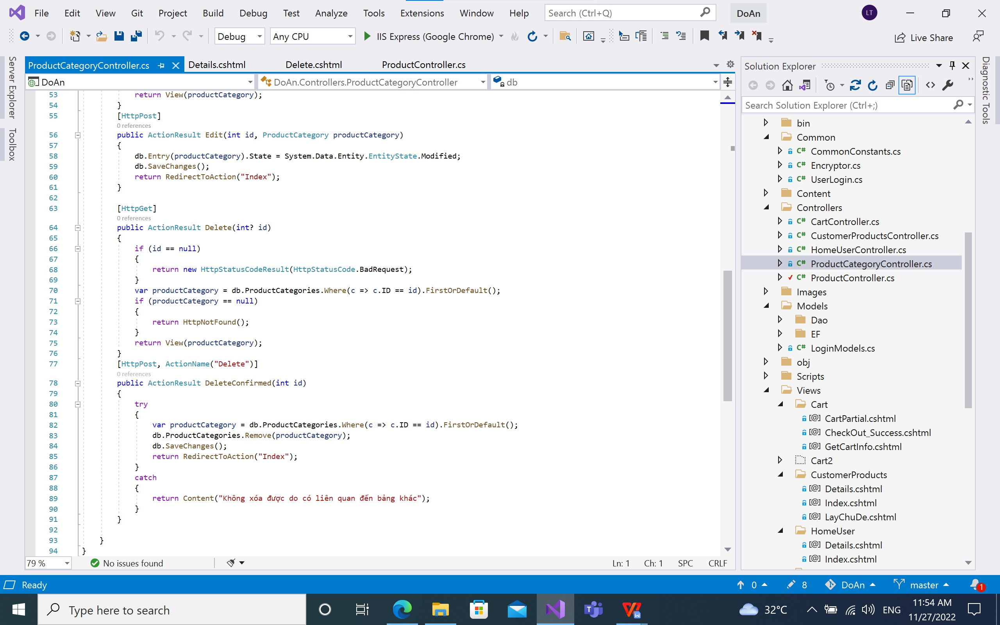 File Edit View Git Project Build Debug Test Analyze Tools Extensions Window Help Search (Ctrl+Q) DoAn LT
Debug Any CPU IIS Express (Google Chrome) Live Share
Server Explorer
Toolbox
ProductCategoryController.cs Details.cshtml Delete.cshtml ProductController.cs
DoAn DoAn.Controllers.ProductCategoryController db
53 return View(productCategory);
54 }
55 [HttpPost]
0 references
56 public ActionResult Edit(int id, ProductCategory productCategory)
57 {
58 db.Entry(productCategory).State = System.Data.Entity.EntityState.Modified;
59 db.SaveChanges();
60 return RedirectToAction("Index");
61 }
62
63 [HttpGet]
0 references
64 public ActionResult Delete(int? id)
65 {
66 if (id == null)
67 {
68 return new HttpStatusCodeResult(HttpStatusCode.BadRequest);
69 }
70 var productCategory = db.ProductCategories.Where(c => c.ID == id).FirstOrDefault();
71 if (productCategory == null)
72 {
73 return HttpNotFound();
74 }
75 return View(productCategory);
76 }
77 [HttpPost, ActionName("Delete")]
0 references
78 public ActionResult DeleteConfirmed(int id)
79 {
80 try
81 {
82 var productCategory = db.ProductCategories.Where(c => c.ID == id).FirstOrDefault();
83 db.ProductCategories.Remove(productCategory);
84 db.SaveChanges();
85 return RedirectToAction("Index");
86 }
87 catch
88 {
89 return Content("Không xóa được do có liên quan đến bảng khác");
90 }
91 }
92
93 }
94 }
79 % No issues found Ln: 1 Ch: 1 SPC CRLF
Solution Explorer
Search Solution Explorer (Ctrl+;)
bin
Common
C# CommonConstants.cs
C# Encryptor.cs
C# UserLogin.cs
Content
Controllers
C# CartController.cs
C# CustomerProductsController.cs
C# HomeUserController.cs
C# ProductCategoryController.cs
C# ProductController.cs
Images
Models
Dao
EF
C# LoginModels.cs
obj
Scripts
Views
Cart
[@] CartPartial.cshtml
[@] CheckOut_Success.cshtml
[@] GetCartInfo.cshtml
Cart2
CustomerProducts
[@] Details.cshtml
[@] Index.cshtml
[@] LayChuDe.cshtml
HomeUser
[@] Details.cshtml
[@] Index.cshtml
Diagnostic Tools
Ready 0 8 DoAn master 1
Type here to search 32°C ENG 11:54 AM
11/27/2022